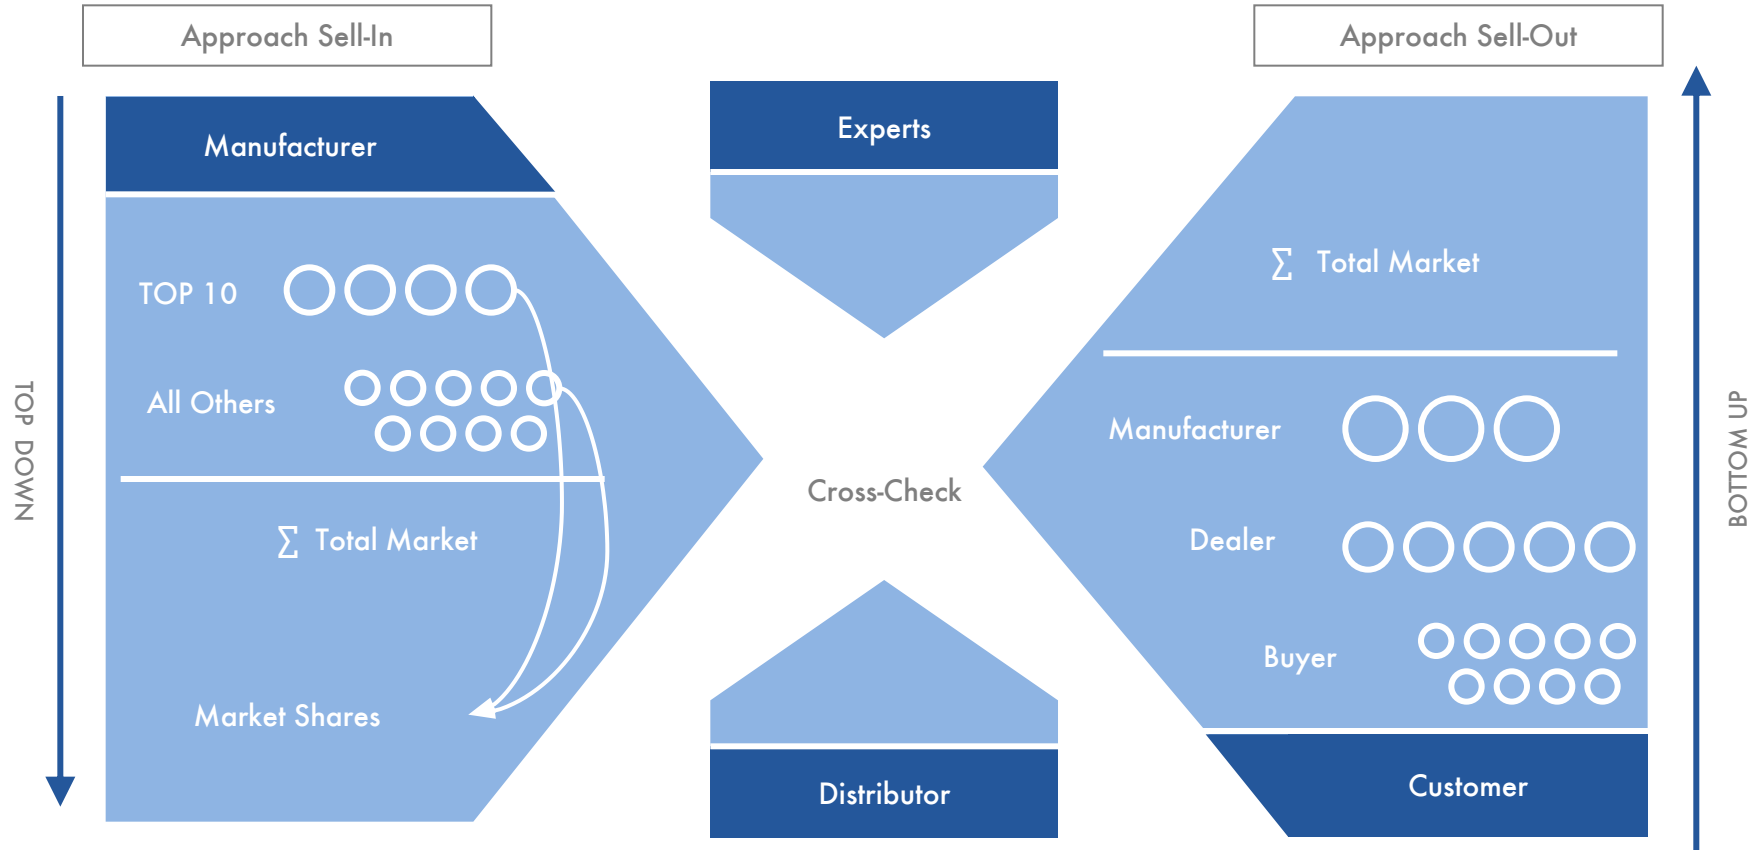 Approach Sell-In
Approach Sell-Out
Manufacturer
TOP 10
All Others
∑ Total Market
Market Shares
TOP DOWN
Experts
Cross-Check
Distributor
∑ Total Market
Manufacturer
Dealer
Buyer
Customer
BOTTOM UP